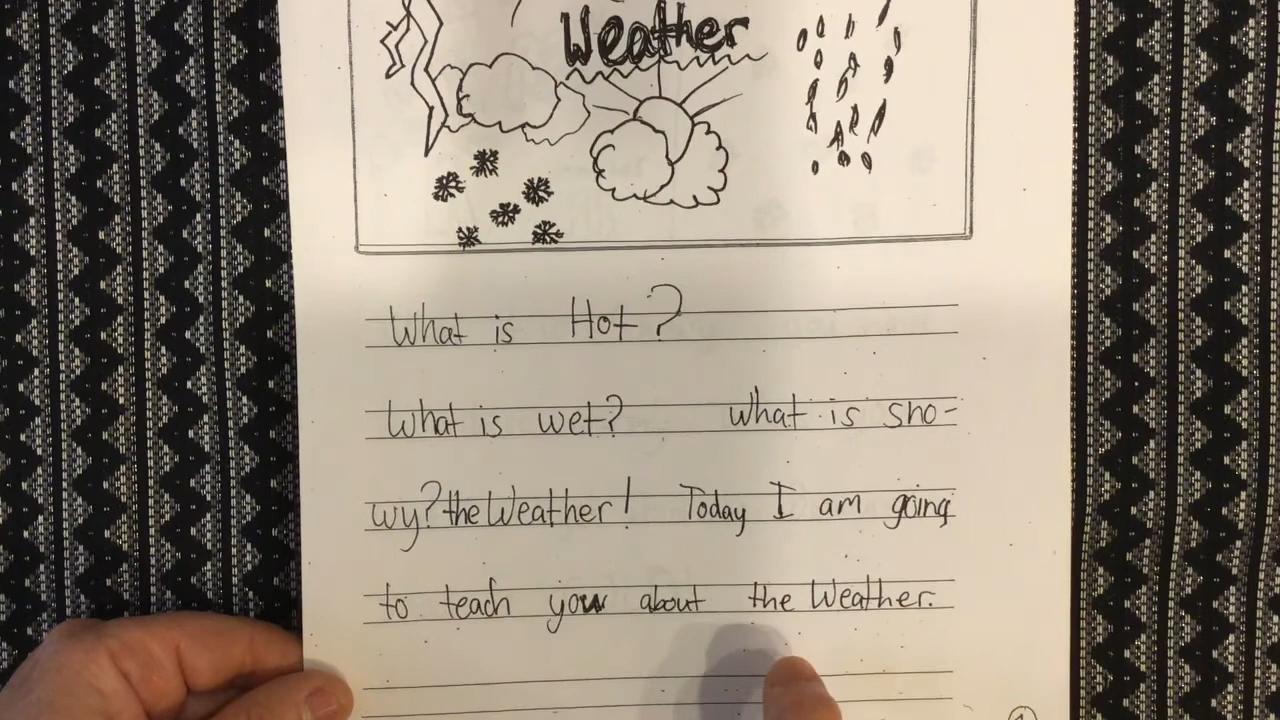 Weather
What is Hot?
What is wet? What is sno-
wy? the Weather! Today I am going
to teach you about the Weather.